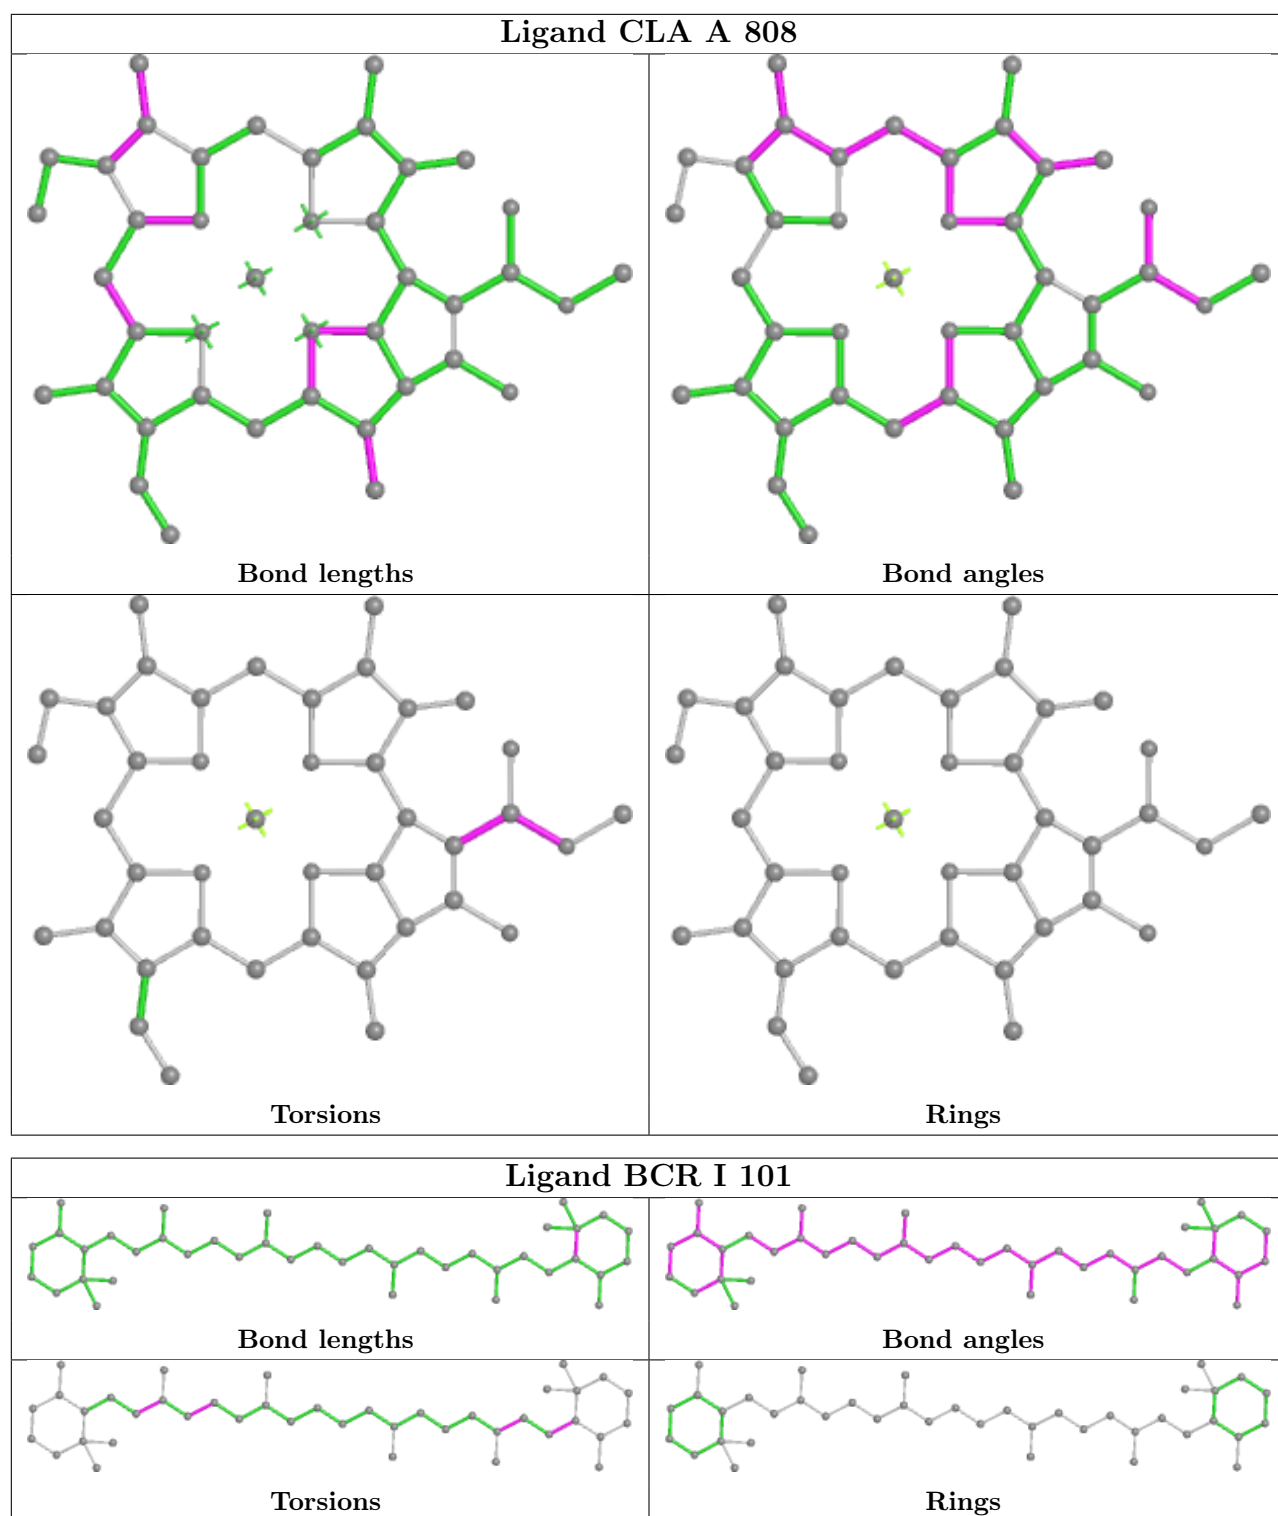 Ligand CLA A 808
Bond lengths
Bond angles
Torsions
Rings
Ligand BCR I 101
Bond lengths
Bond angles
Torsions
Rings